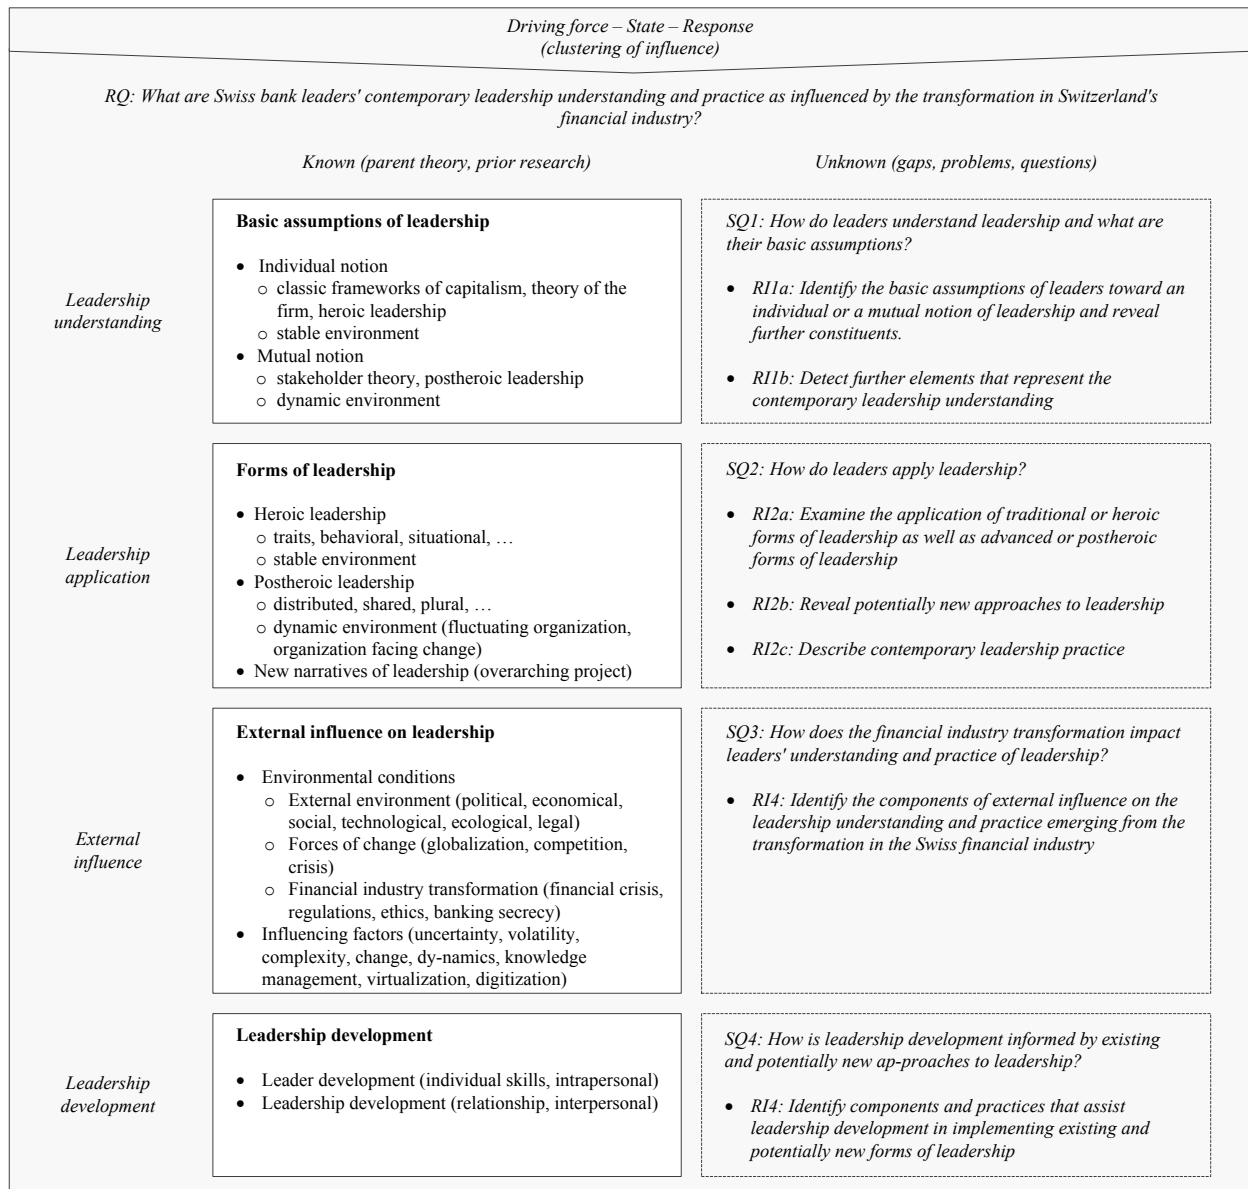 Driving force – State – Response
(clustering of influence)
RQ: What are Swiss bank leaders' contemporary leadership understanding and practice as influenced by the transformation in Switzerland's
financial industry?
Known (parent theory, prior research)
Unknown (gaps, problems, questions)
Leadership
understanding
Basic assumptions of leadership
• Individual notion
o classic frameworks of capitalism, theory of the
firm, heroic leadership
o stable environment
• Mutual notion
o stakeholder theory, postheroic leadership
o dynamic environment
SQ1: How do leaders understand leadership and what are
their basic assumptions?
• RI1a: Identify the basic assumptions of leaders toward an
individual or a mutual notion of leadership and reveal
further constituents.
• RI1b: Detect further elements that represent the
contemporary leadership understanding
Leadership
application
Forms of leadership
• Heroic leadership
o traits, behavioral, situational, …
o stable environment
• Postheroic leadership
o distributed, shared, plural, …
o dynamic environment (fluctuating organization,
organization facing change)
• New narratives of leadership (overarching project)
SQ2: How do leaders apply leadership?
• RI2a: Examine the application of traditional or heroic
forms of leadership as well as advanced or postheroic
forms of leadership
• RI2b: Reveal potentially new approaches to leadership
• RI2c: Describe contemporary leadership practice
External
influence
External influence on leadership
• Environmental conditions
o External environment (political, economical,
social, technological, ecological, legal)
o Forces of change (globalization, competition,
crisis)
o Financial industry transformation (financial crisis,
regulations, ethics, banking secrecy)
• Influencing factors (uncertainty, volatility,
complexity, change, dy-namics, knowledge
management, virtualization, digitization)
SQ3: How does the financial industry transformation impact
leaders' understanding and practice of leadership?
• RI4: Identify the components of external influence on the
leadership understanding and practice emerging from the
transformation in the Swiss financial industry
Leadership
development
Leadership development
• Leader development (individual skills, intrapersonal)
• Leadership development (relationship, interpersonal)
SQ4: How is leadership development informed by existing
and potentially new ap-proaches to leadership?
• RI4: Identify components and practices that assist
leadership development in implementing existing and
potentially new forms of leadership